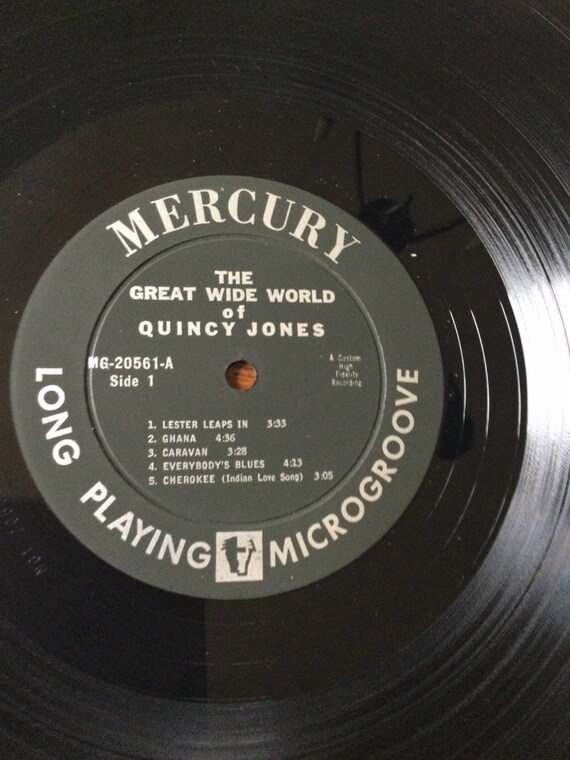 MERCURY
THE
GREAT WIDE WORLD
of
QUINCY JONES
MG-20561-A
Side 1
A Custom
High
Fidelity
Recording
1. LESTER LEAPS IN 3:33
2. GHANA 4:36
3. CARAVAN 3:28
4. EVERYBODY'S BLUES 4:13
5. CHEROKEE (Indian Love Song) 3:05
LONG PLAYING MICROGROOVE